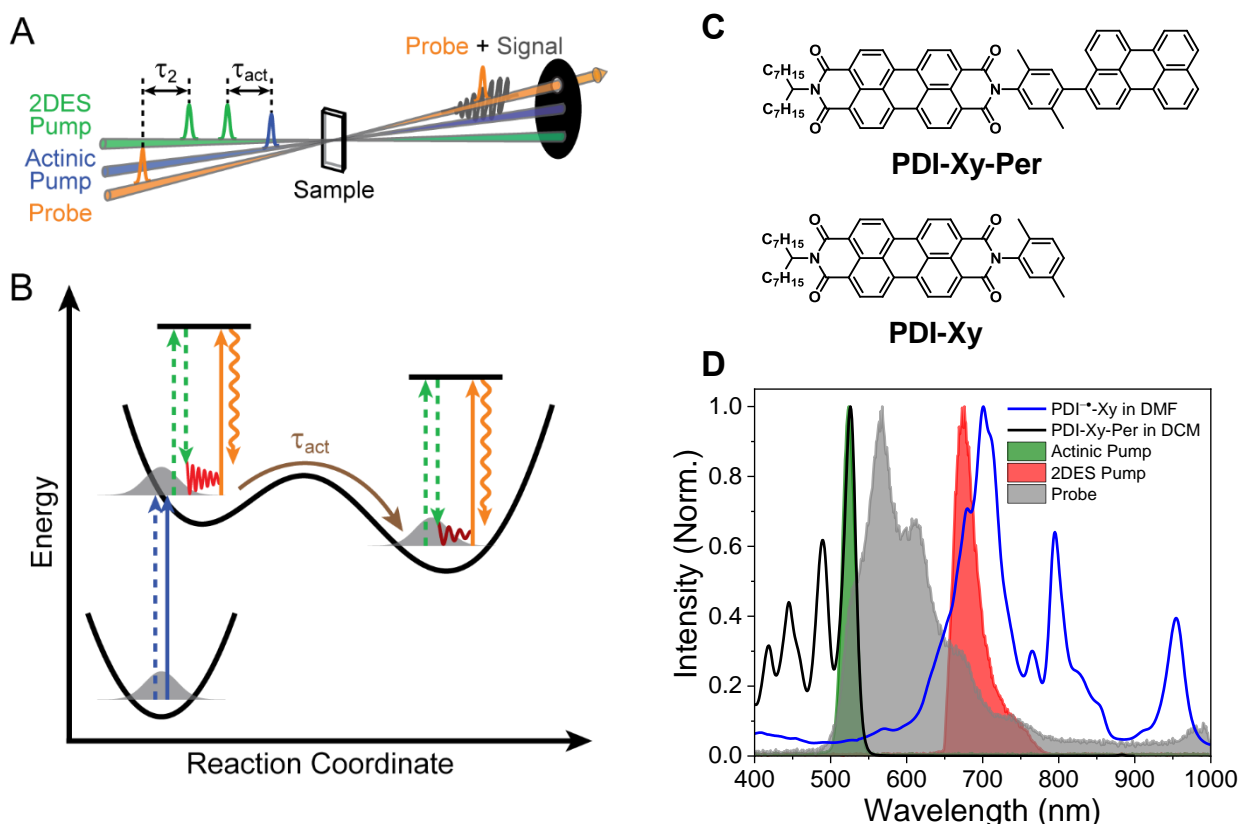 A
τ2
τact
Probe + Signal
2DES
Pump
Actinic
Pump
Probe
Sample
B
τact
Energy
Reaction Coordinate
C
C7H15
C7H15
N
O
O
O
O
N
PDI-Xy-Per
C7H15
C7H15
N
O
O
O
O
N
PDI-Xy
D
PDI−•-Xy in DMF
PDI-Xy-Per in DCM
Actinic Pump
2DES Pump
Probe
1.0
0.8
0.6
0.4
0.2
0.0
Intensity (Norm.)
400 500 600 700 800 900 1000
Wavelength (nm)